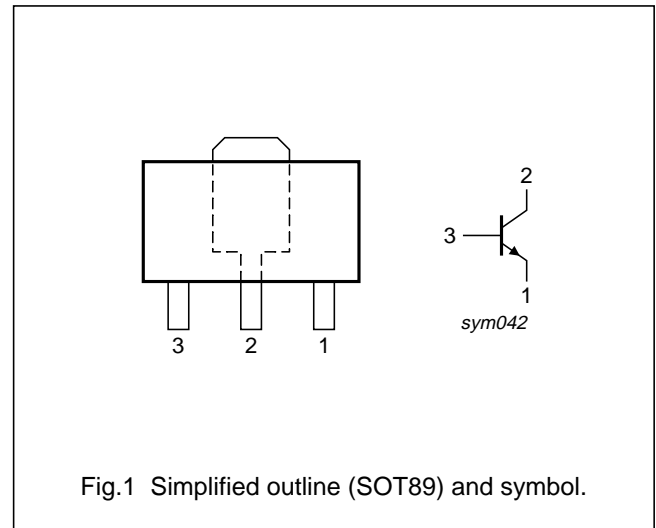 2
3
1
sym042
3 2 1
Fig.1 Simplified outline (SOT89) and symbol.